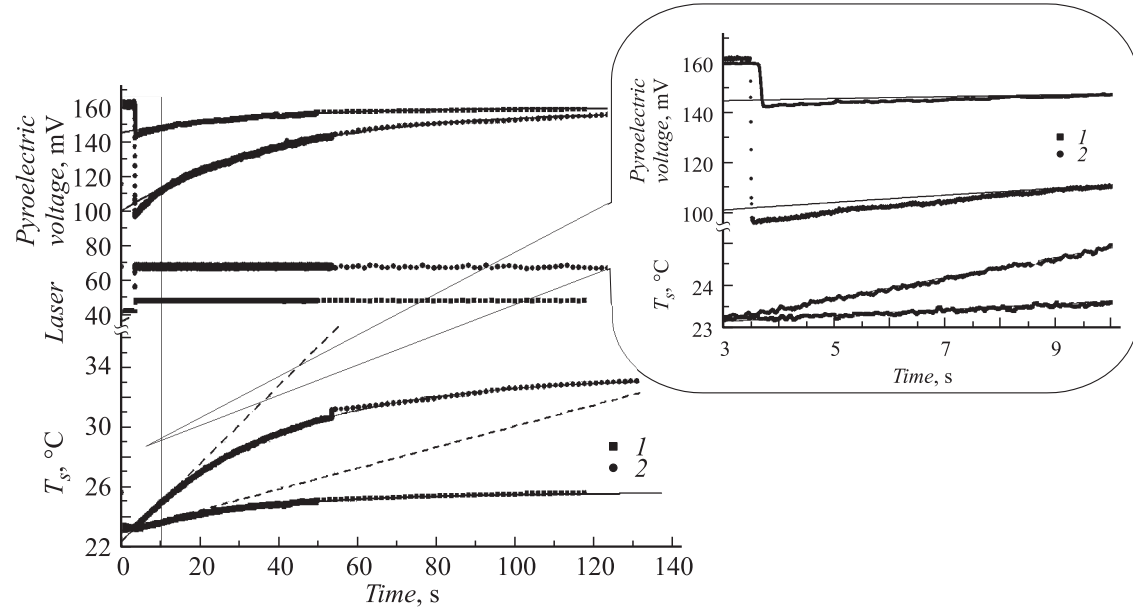 Pyroelectric
voltage, mV
160
140
120
100
80
60
40
Laser
34
30
26
22
T_s, °C
0 20 40 60 80 100 120 140
Time, s
1
2
Pyroelectric
voltage, mV
160
140
120
100
T_s, °C
24
23
3 5 7 9
Time, s
1
2